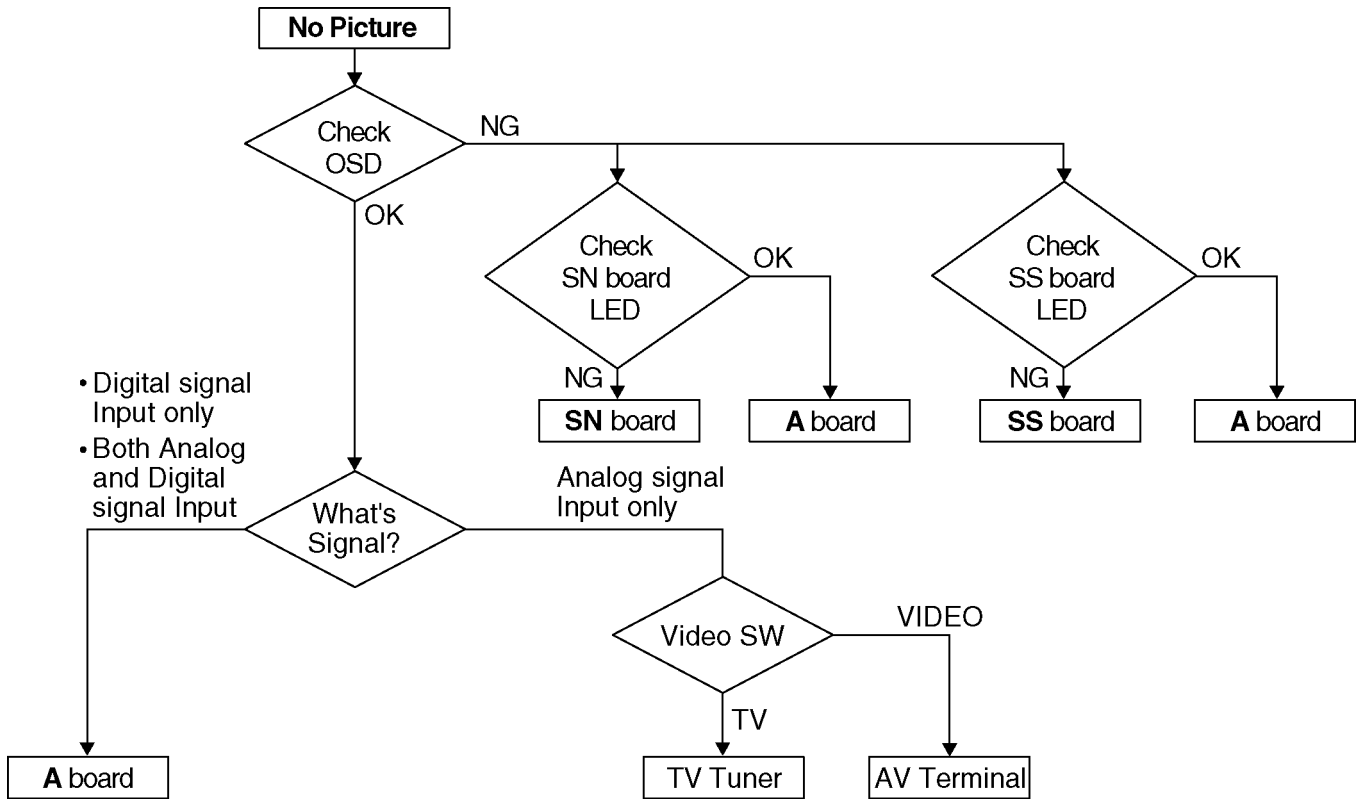 No Picture
Check
OSD
NG
OK
Check
SN board
LED
OK
NG
SN board
A board
Check
SS board
LED
OK
NG
SS board
A board
• Digital signal
Input only
• Both Analog
and Digital
signal Input
What's
Signal?
Analog signal
Input only
Video SW
VIDEO
TV
A board
TV Tuner
AV Terminal